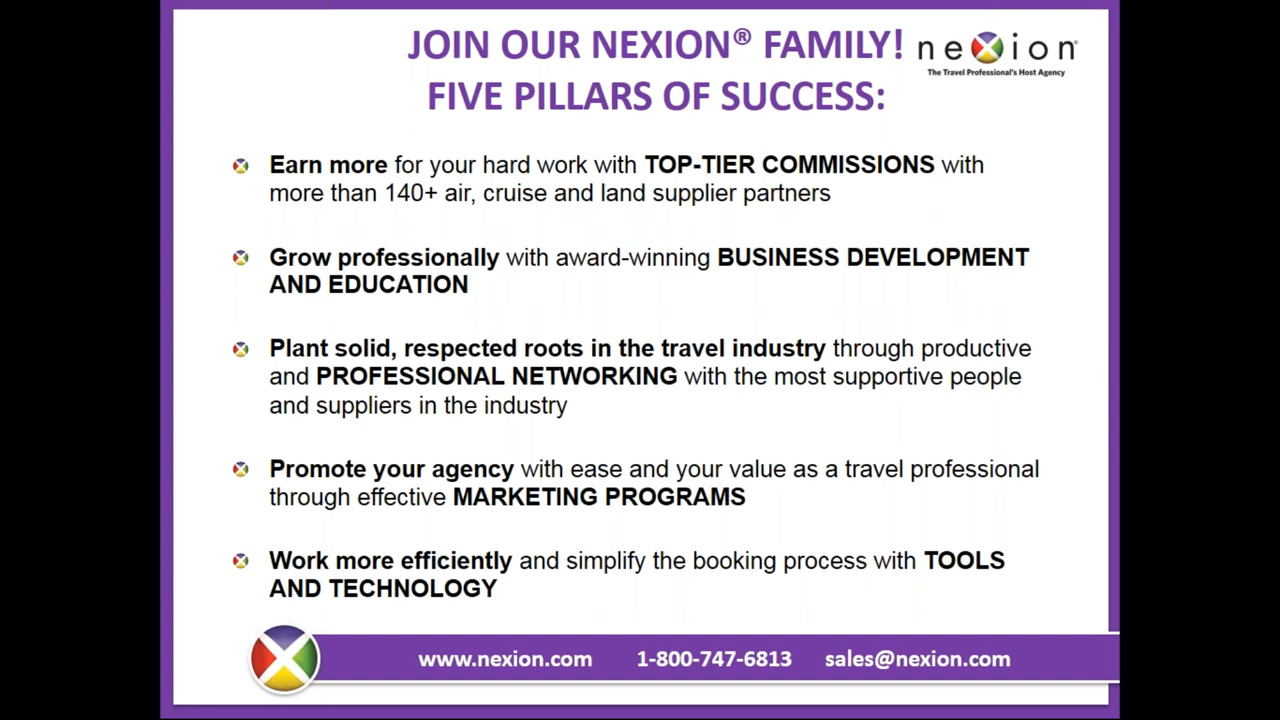 JOIN OUR NEXION® FAMILY!
nexion®
The Travel Professional's Host Agency
FIVE PILLARS OF SUCCESS:
Earn more for your hard work with TOP-TIER COMMISSIONS with
more than 140+ air, cruise and land supplier partners
Grow professionally with award-winning BUSINESS DEVELOPMENT
AND EDUCATION
Plant solid, respected roots in the travel industry through productive
and PROFESSIONAL NETWORKING with the most supportive people
and suppliers in the industry
Promote your agency with ease and your value as a travel professional
through effective MARKETING PROGRAMS
Work more efficiently and simplify the booking process with TOOLS
AND TECHNOLOGY
www.nexion.com 1-800-747-6813 sales@nexion.com